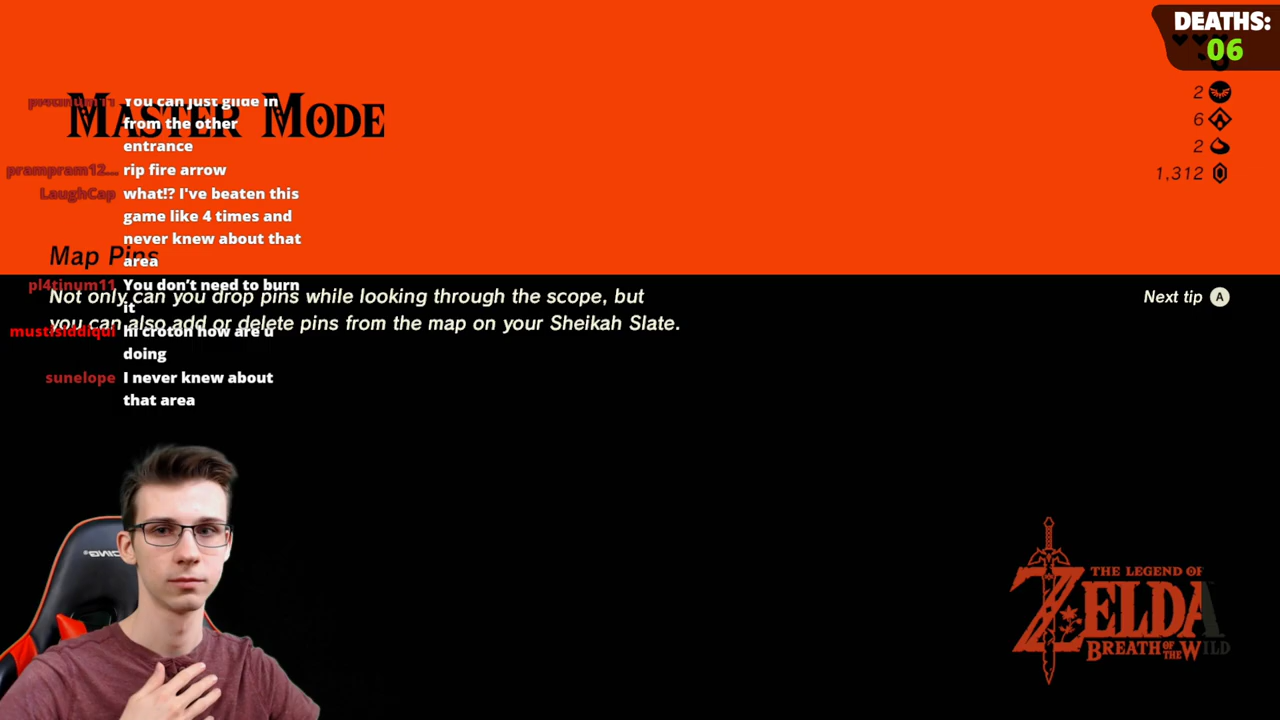 DEATHS:
06
MASTER MODE
2
6
2
1,312
pl4tinum11 You can just glide in
from the other
entrance
prampram12... rip fire arrow
LaughCap what!? I've beaten this
game like 4 times and
never knew about that
area
Map Pins
pl4tinum11 You don't need to burn
it
Not only can you drop pins while looking through the scope, but
you can also add or delete pins from the map on your Sheikah Slate.
Next tip A
mustisiddiqui hi croton how are u
doing
sunelope I never knew about
that area
THE LEGEND OF
ZELDA
BREATH OF THE WILD